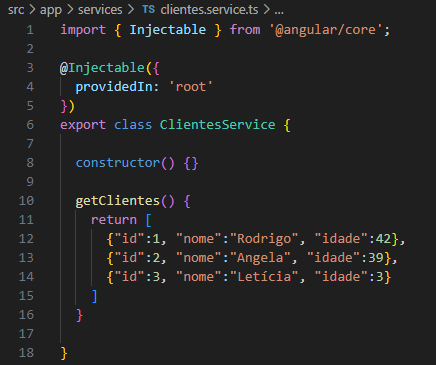 src > app > services > TS clientes.service.ts > ...
1 import { Injectable } from '@angular/core';
2
3 @Injectable({
4   providedIn: 'root'
5 })
6 export class ClientesService {
7
8   constructor() {}
9
10   getClientes() {
11     return [
12       {"id":1, "nome":"Rodrigo", "idade":42},
13       {"id":2, "nome":"Angela", "idade":39},
14       {"id":3, "nome":"Letícia", "idade":3}
15     ]
16   }
17
18 }